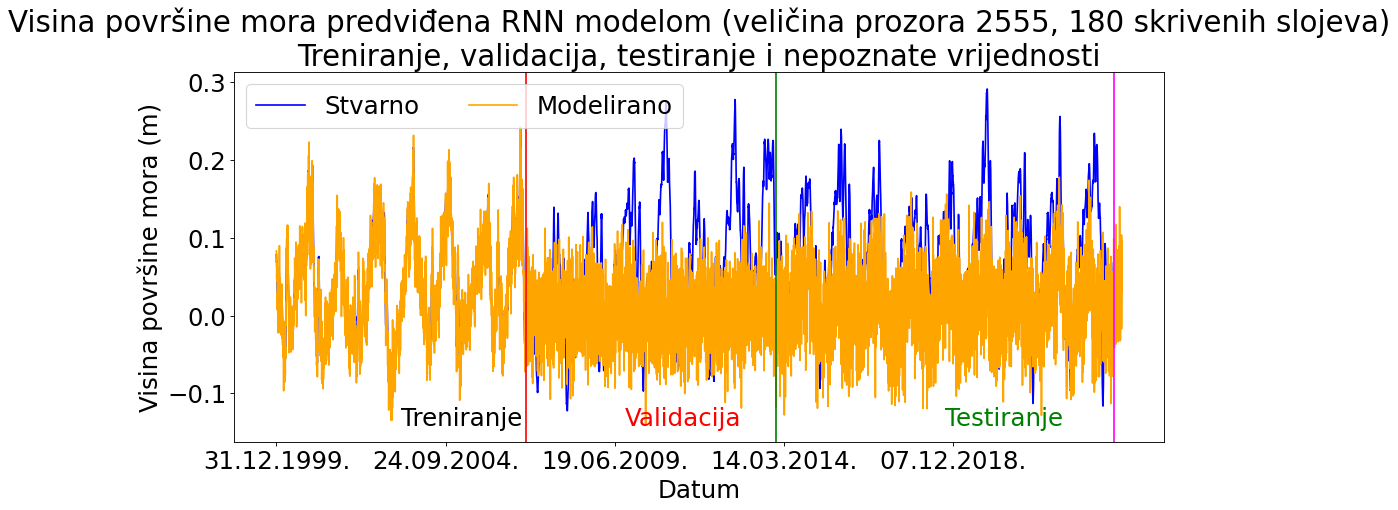 Visina površine mora predviđena RNN modelom (veličina prozora 2555, 180 skrivenih slojeva)
Treniranje, validacija, testiranje i nepoznate vrijednosti
Stvarno
Modelirano
Visina površine mora (m)
0.3
0.2
0.1
0.0
−0.1
Treniranje
Validacija
Testiranje
31.12.1999.
24.09.2004.
19.06.2009.
14.03.2014.
07.12.2018.
Datum